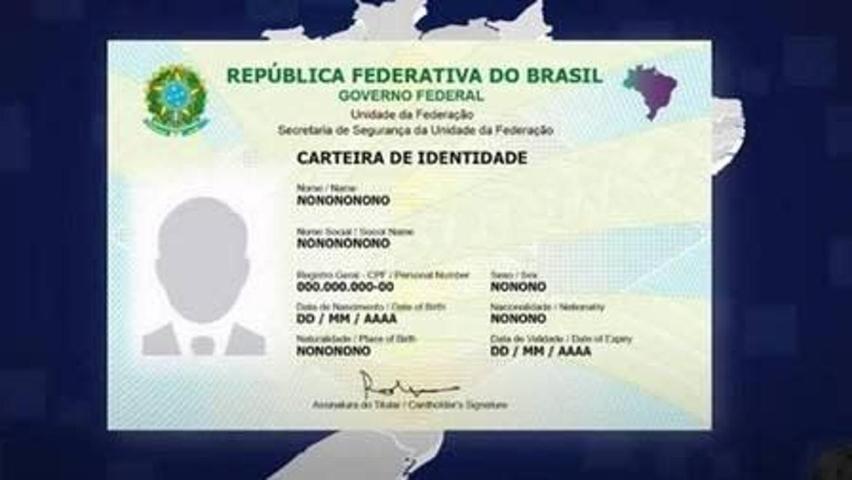 REPÚBLICA FEDERATIVA DO BRASIL
GOVERNO FEDERAL
Unidade da Federação
Secretaria de Segurança da Unidade da Federação
CARTEIRA DE IDENTIDADE
Nome / Name
NONONONONO
Nome Social / Social Name
NONONONONO
Registro Geral - CPF / Personal Number Sexo / Sex
000.000.000-00 NONONO
Data de Nascimento / Date of Birth Nacionalidade / Nationality
DD / MM / AAAA NONONO
Naturalidade / Place of Birth Data de Validade / Date of Expiry
NONONONO DD / MM / AAAA
Assinatura do Titular / Cardholder's Signature